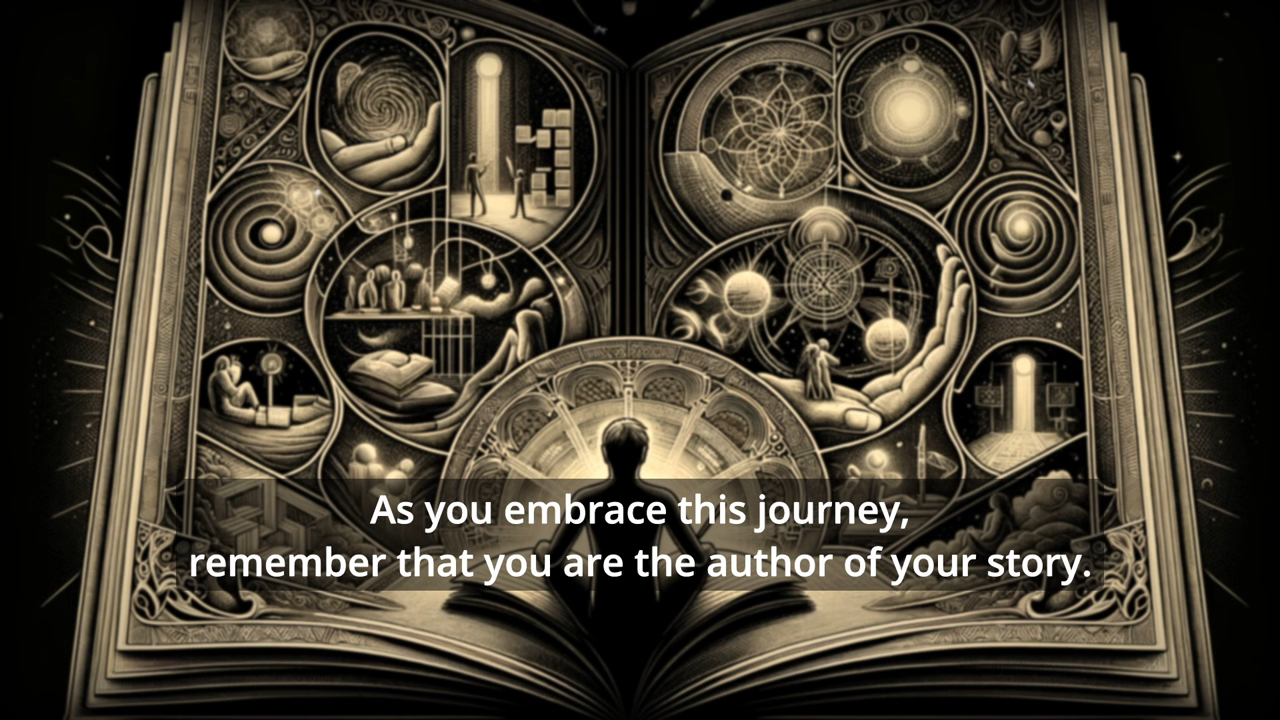 As you embrace this journey,
remember that you are the author of your story.